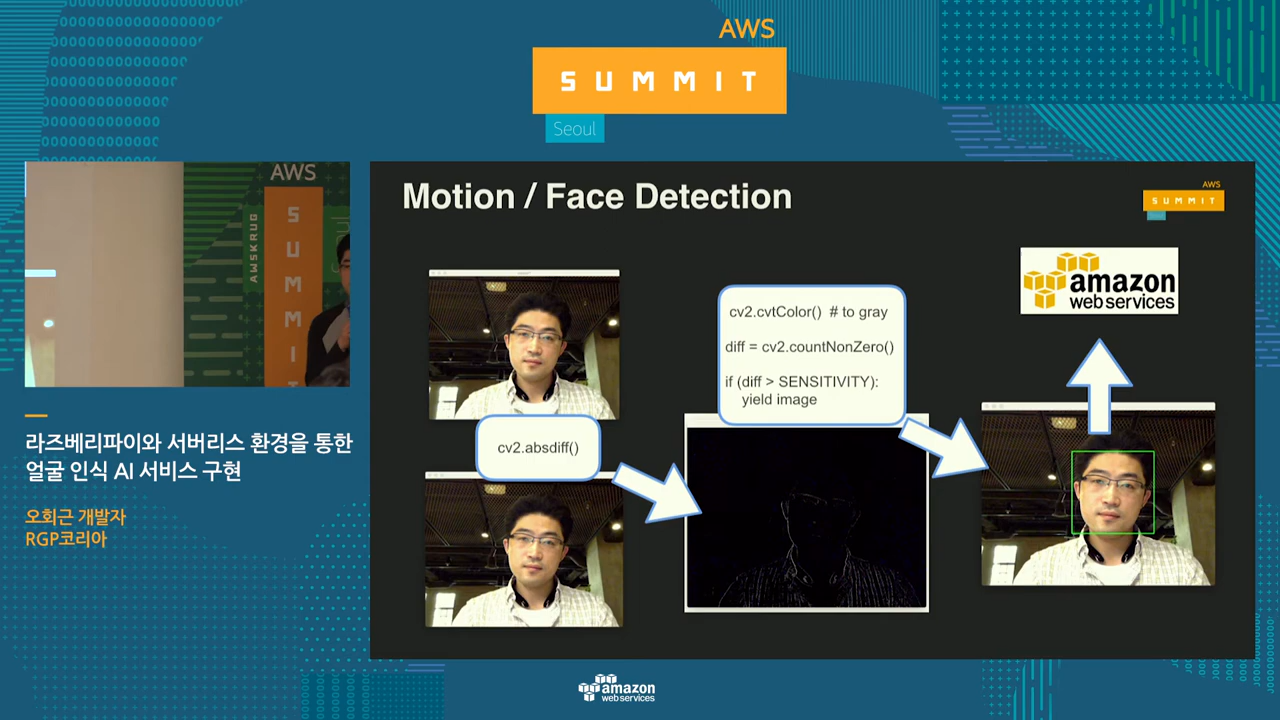 AWS
SUMMIT
Seoul
AWS
SUMMIT
AWSKRUG
라즈베리파이와 서버리스 환경을 통한
얼굴 인식 AI 서비스 구현
오회근 개발자
RGP코리아
Motion / Face Detection
AWS
SUMMIT
cv2.absdiff()
cv2.cvtColor() # to gray
diff = cv2.countNonZero()
if (diff > SENSITIVITY):
yield image
amazon
web services
amazon
web services